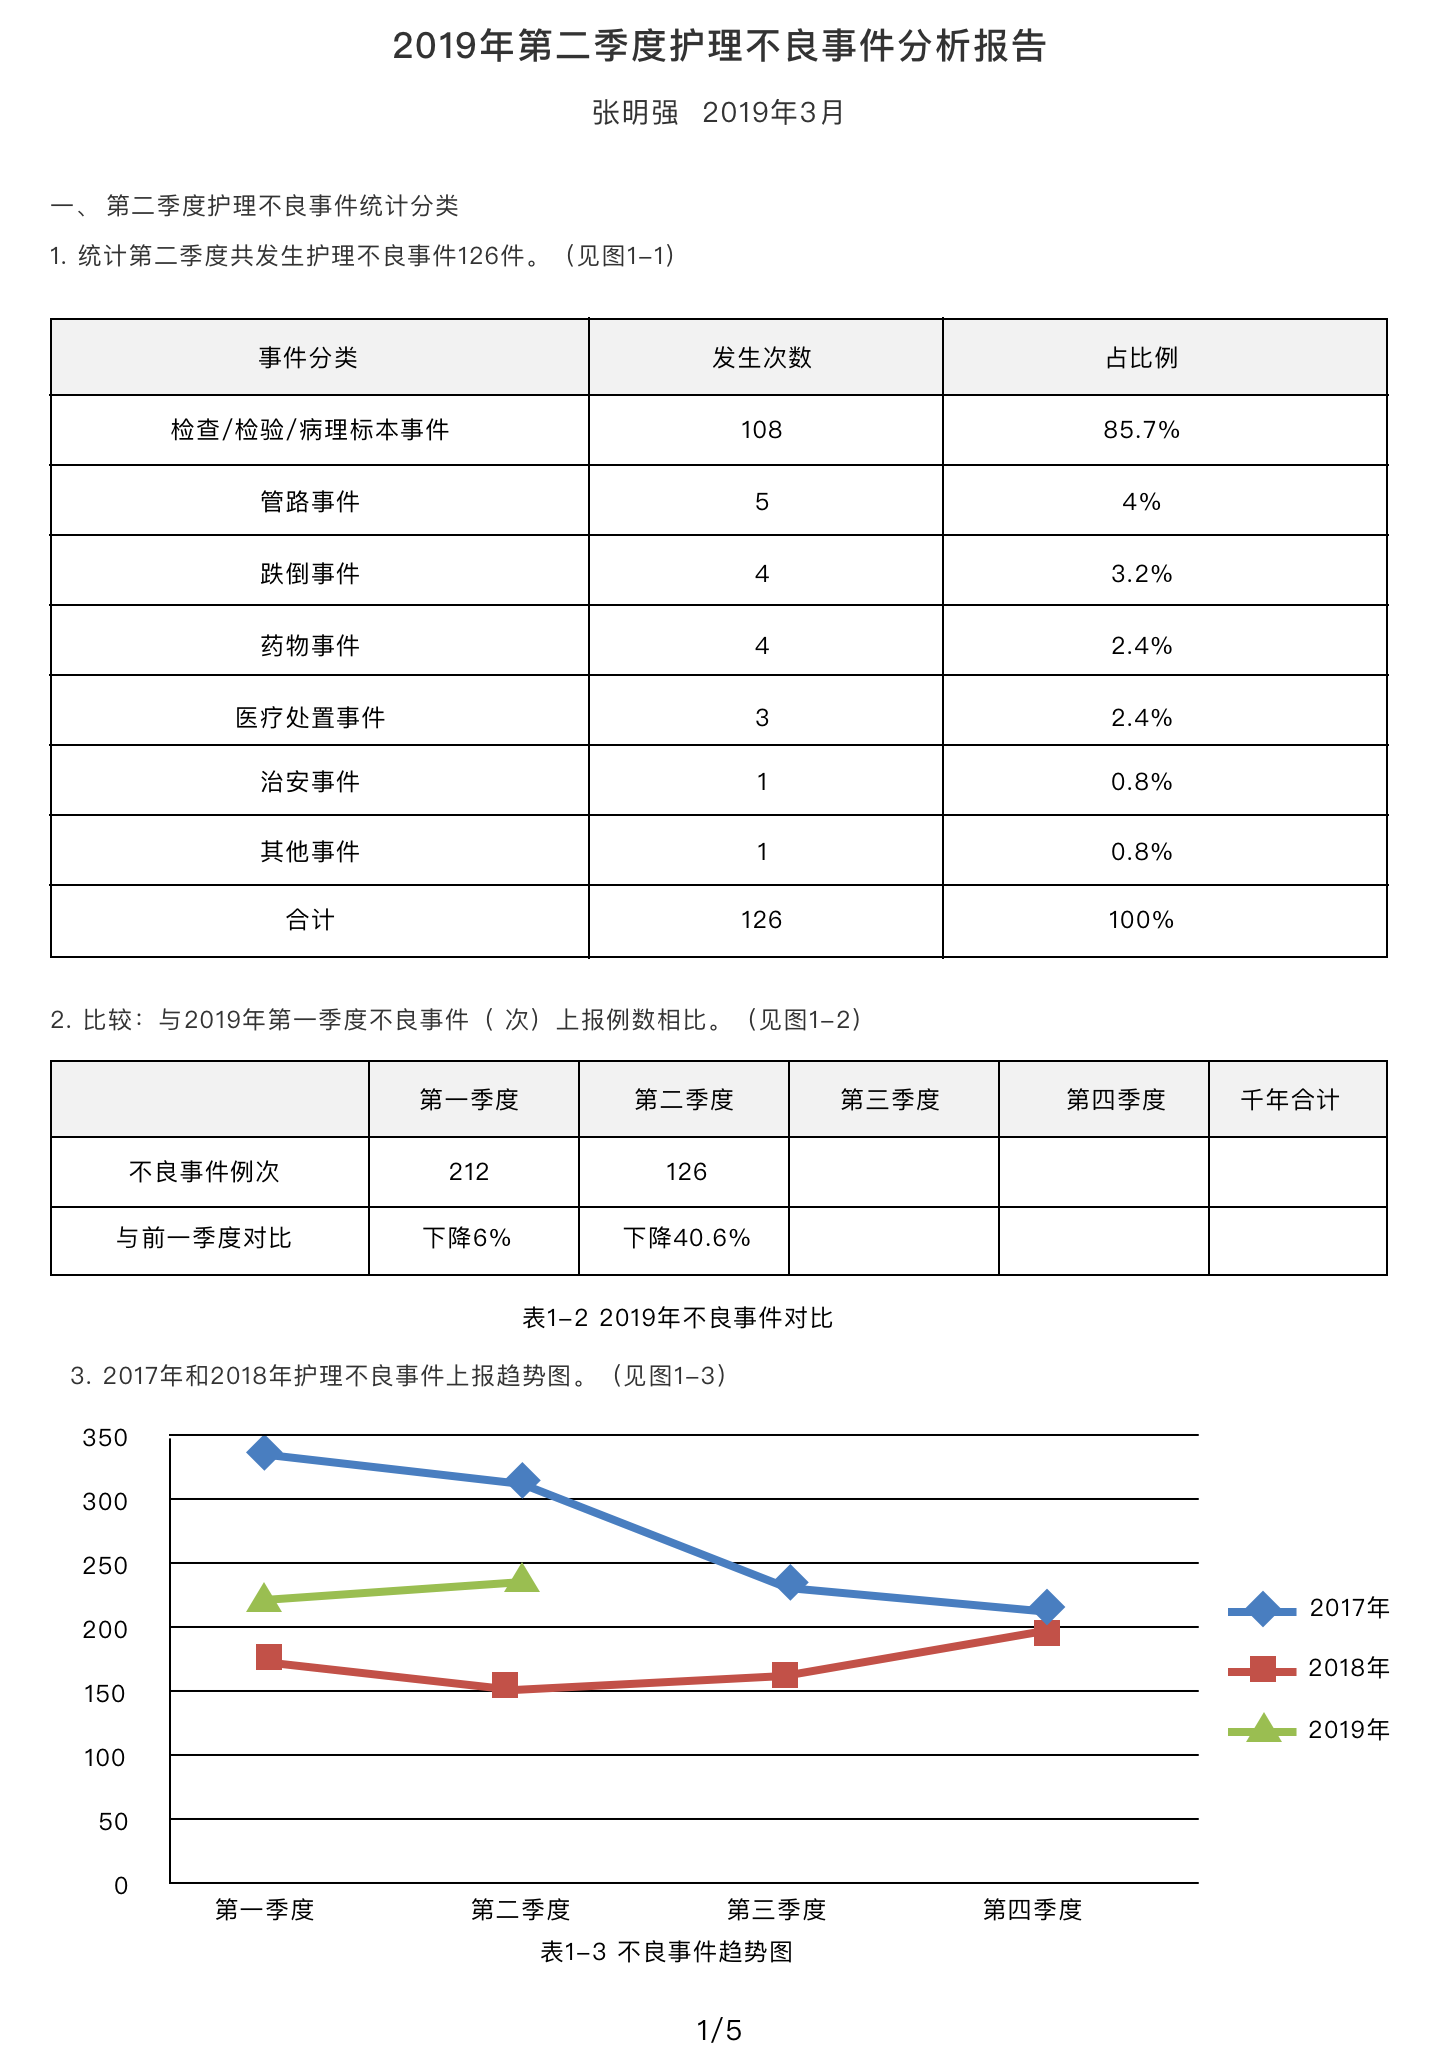 2019年第二季度护理不良事件分析报告
张明强 2019年3月
一、 第二季度护理不良事件统计分类
1. 统计第二季度共发生护理不良事件126件。（见图1-1）
事件分类 发生次数 占比例
检查/检验/病理标本事件 108 85.7%
管路事件 5 4%
跌倒事件 4 3.2%
药物事件 4 2.4%
医疗处置事件 3 2.4%
治安事件 1 0.8%
其他事件 1 0.8%
合计 126 100%
2. 比较：与2019年第一季度不良事件（ 次）上报例数相比。（见图1-2）
第一季度 第二季度 第三季度 第四季度 千年合计
不良事件例次 212 126
与前一季度对比 下降6% 下降40.6%
表1-2 2019年不良事件对比
3. 2017年和2018年护理不良事件上报趋势图。（见图1-3）
350
300
250
200
150
100
50
0
第一季度 第二季度 第三季度 第四季度
2017年
2018年
2019年
表1-3 不良事件趋势图
1/5